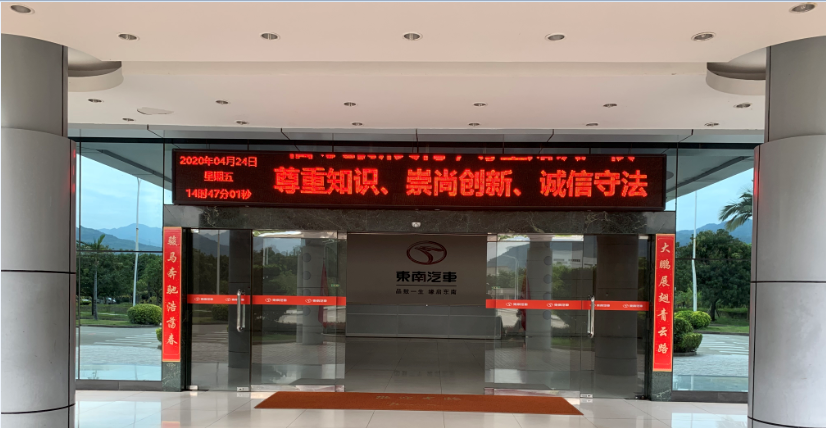 2020年04月24日
星期五
14时47分01秒
尊重知识、崇尚创新、诚信守法
骏马奔驰浩荡春
大鹏展翅青云路
東南汽車